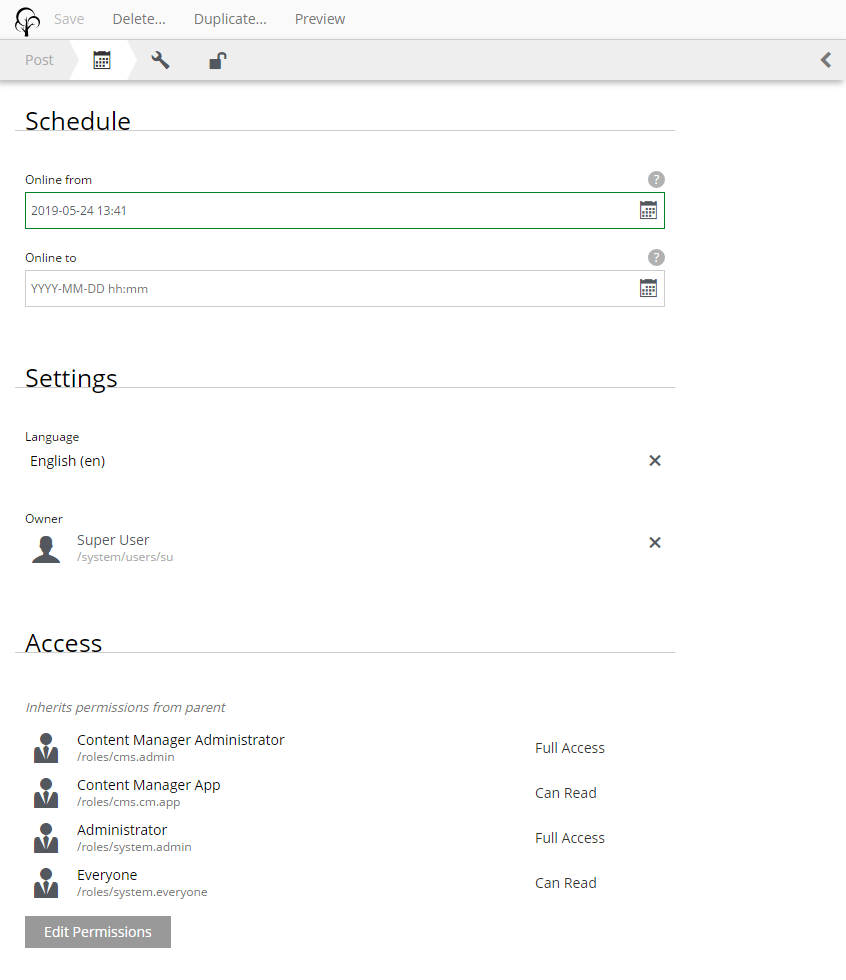 Save Delete... Duplicate... Preview
Post
Schedule
Online from ?
2019-05-24 13:41
Online to ?
YYYY-MM-DD hh:mm
Settings
Language
English (en)
Owner
Super User
/system/users/su
Access
Inherits permissions from parent
Content Manager Administrator
/roles/cms.admin
Full Access
Content Manager App
/roles/cms.cm.app
Can Read
Administrator
/roles/system.admin
Full Access
Everyone
/roles/system.everyone
Can Read
Edit Permissions